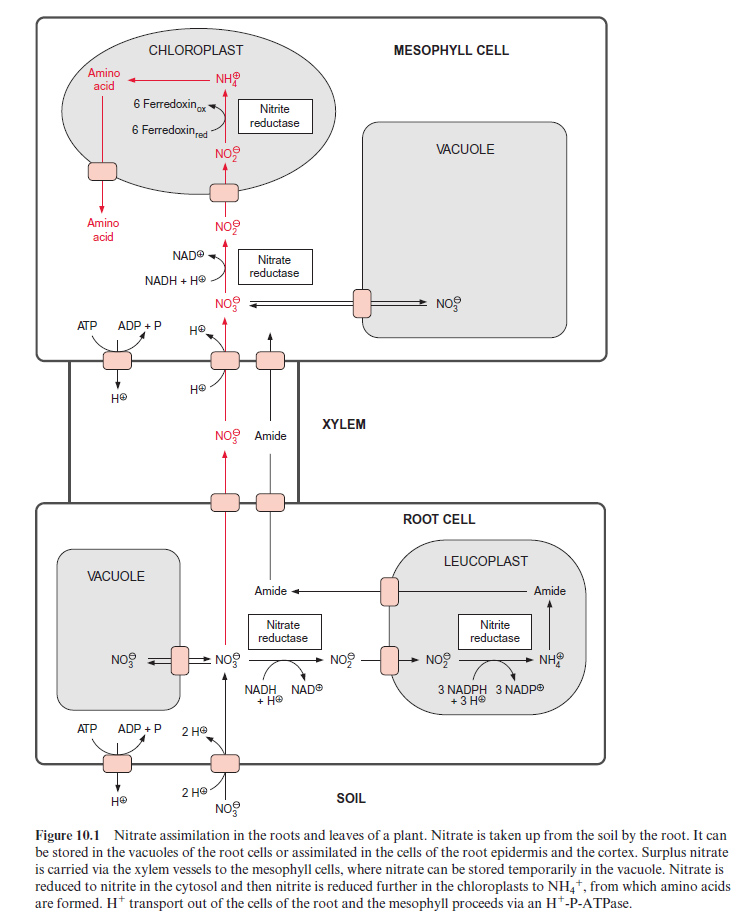 CHLOROPLAST
MESOPHYLL CELL
Amino
acid
NH₄⊕
6 Ferredoxin_ox
Nitrite
reductase
6 Ferredoxin_red
NO₂⊖
VACUOLE
Amino
acid
NO₂⊖
NAD⊕
Nitrate
reductase
NADH + H⊕
NO₃⊖
NO₃⊖
ATP
ADP + P
H⊕
H⊕
H⊕
XYLEM
NO₃⊖
Amide
ROOT CELL
LEUCOPLAST
VACUOLE
Amide
Amide
Nitrate
reductase
Nitrite
reductase
NO₃⊖
NO₃⊖
NO₂⊖
NO₂⊖
NH₄⊕
NADH
+ H⊕
NAD⊕
3 NADPH
+ 3 H⊕
3 NADP⊕
ATP
ADP + P
2 H⊕
H⊕
2 H⊕
NO₃⊖
SOIL
Figure 10.1 Nitrate assimilation in the roots and leaves of a plant. Nitrate is taken up from the soil by the root. It can
be stored in the vacuoles of the root cells or assimilated in the cells of the root epidermis and the cortex. Surplus nitrate
is carried via the xylem vessels to the mesophyll cells, where nitrate can be stored temporarily in the vacuole. Nitrate is
reduced to nitrite in the cytosol and then nitrite is reduced further in the chloroplasts to NH₄⁺, from which amino acids
are formed. H⁺ transport out of the cells of the root and the mesophyll proceeds via an H⁺-P-ATPase.